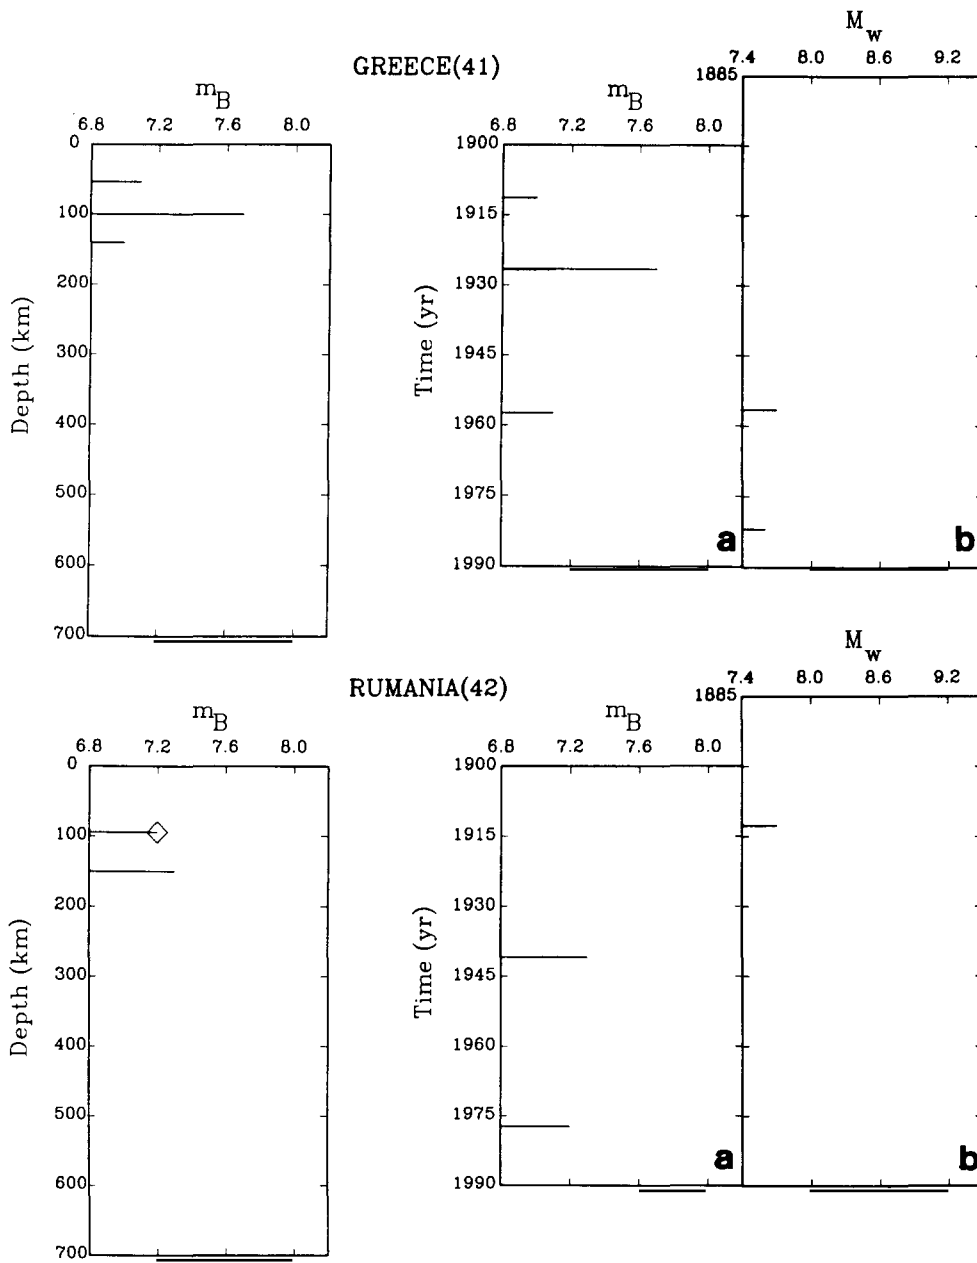 GREECE(41)
m_B
6.8 7.2 7.6 8.0
0
100
200
300
400
500
600
700
Depth (km)
m_B
6.8 7.2 7.6 8.0
1900
1915
1930
1945
1960
1975
1990
Time (yr)
a
M_w
7.4 8.0 8.6 9.2
1885
b
RUMANIA(42)
m_B
6.8 7.2 7.6 8.0
0
100
200
300
400
500
600
700
Depth (km)
m_B
6.8 7.2 7.6 8.0
1900
1915
1930
1945
1960
1975
1990
Time (yr)
a
M_w
7.4 8.0 8.6 9.2
1885
b